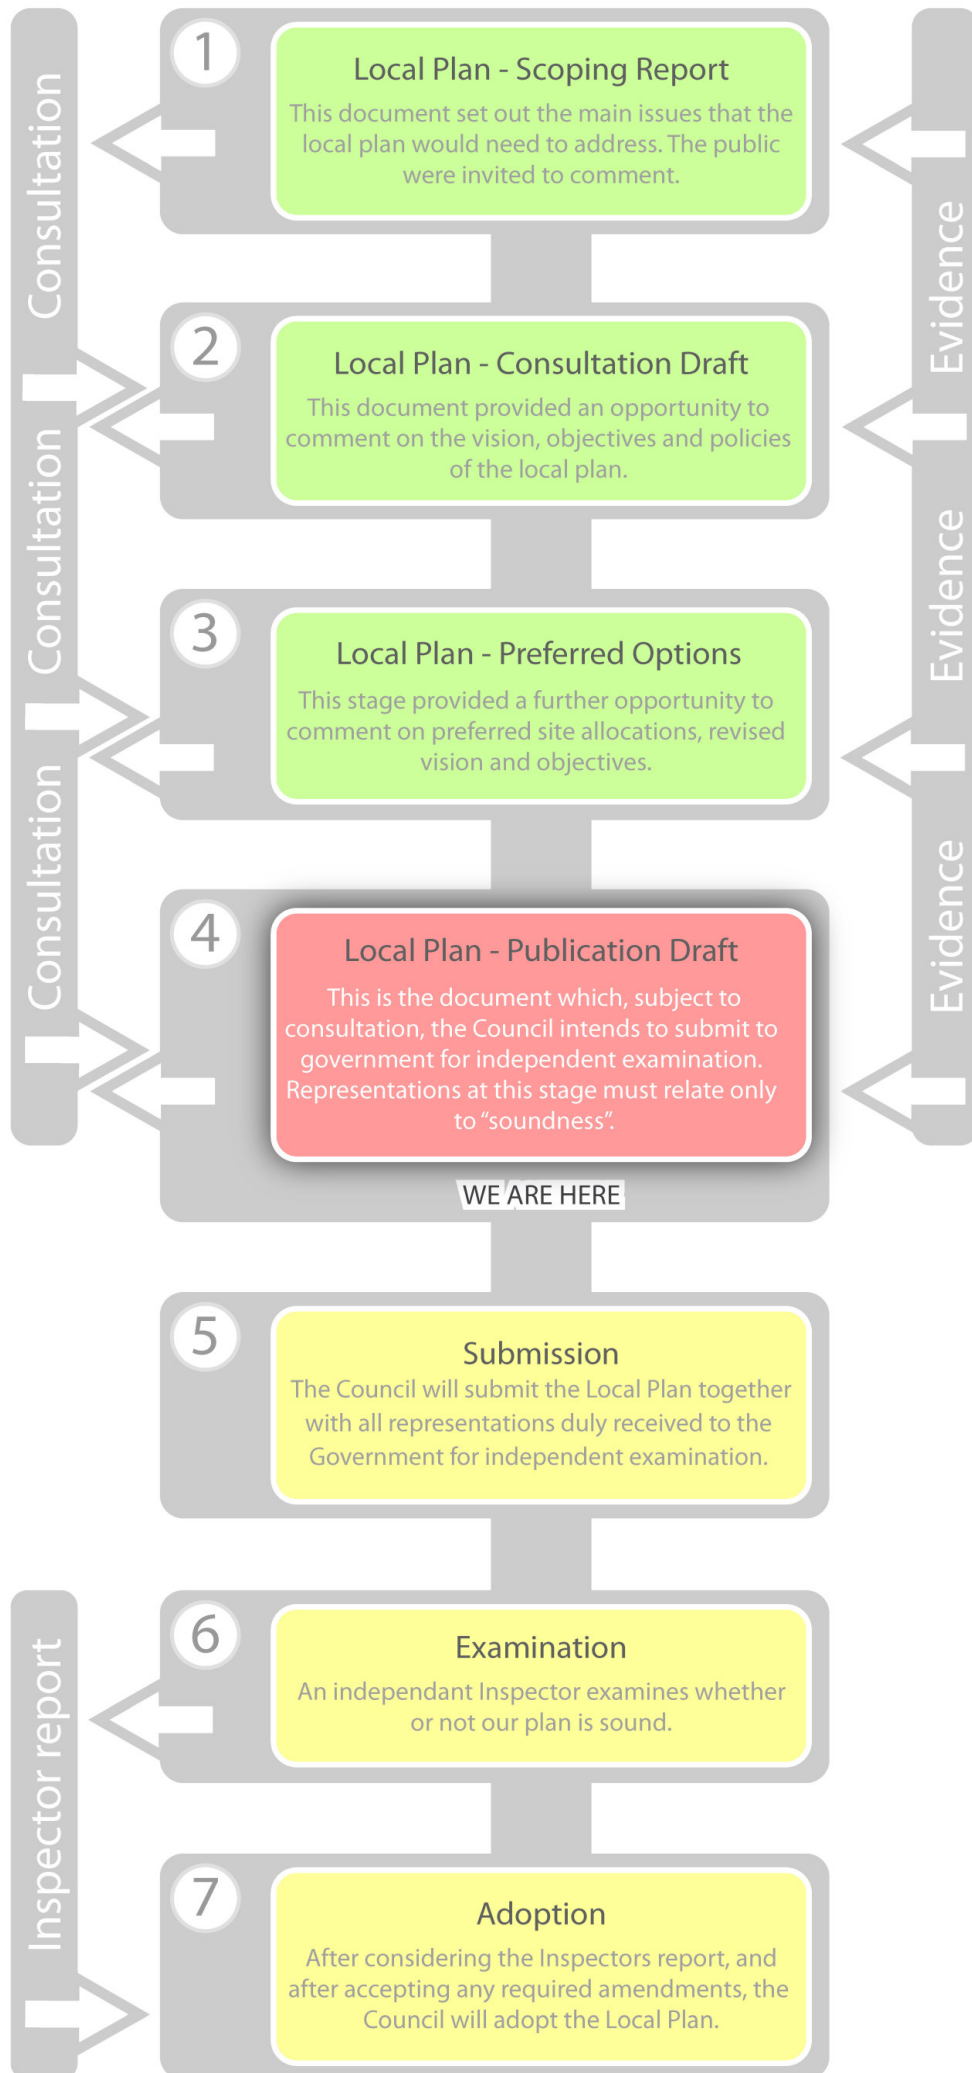 Consultation
Consultation
Consultation
Evidence
Evidence
Evidence
1
Local Plan - Scoping Report
This document set out the main issues that the
local plan would need to address. The public
were invited to comment.
2
Local Plan - Consultation Draft
This document provided an opportunity to
comment on the vision, objectives and policies
of the local plan.
3
Local Plan - Preferred Options
This stage provided a further opportunity to
comment on preferred site allocations, revised
vision and objectives.
4
Local Plan - Publication Draft
This is the document which, subject to
consultation, the Council intends to submit to
government for independent examination.
Representations at this stage must relate only
to “soundness”.
WE ARE HERE
5
Submission
The Council will submit the Local Plan together
with all representations duly received to the
Government for independent examination.
Inspector report
6
Examination
An independant Inspector examines whether
or not our plan is sound.
7
Adoption
After considering the Inspectors report, and
after accepting any required amendments, the
Council will adopt the Local Plan.